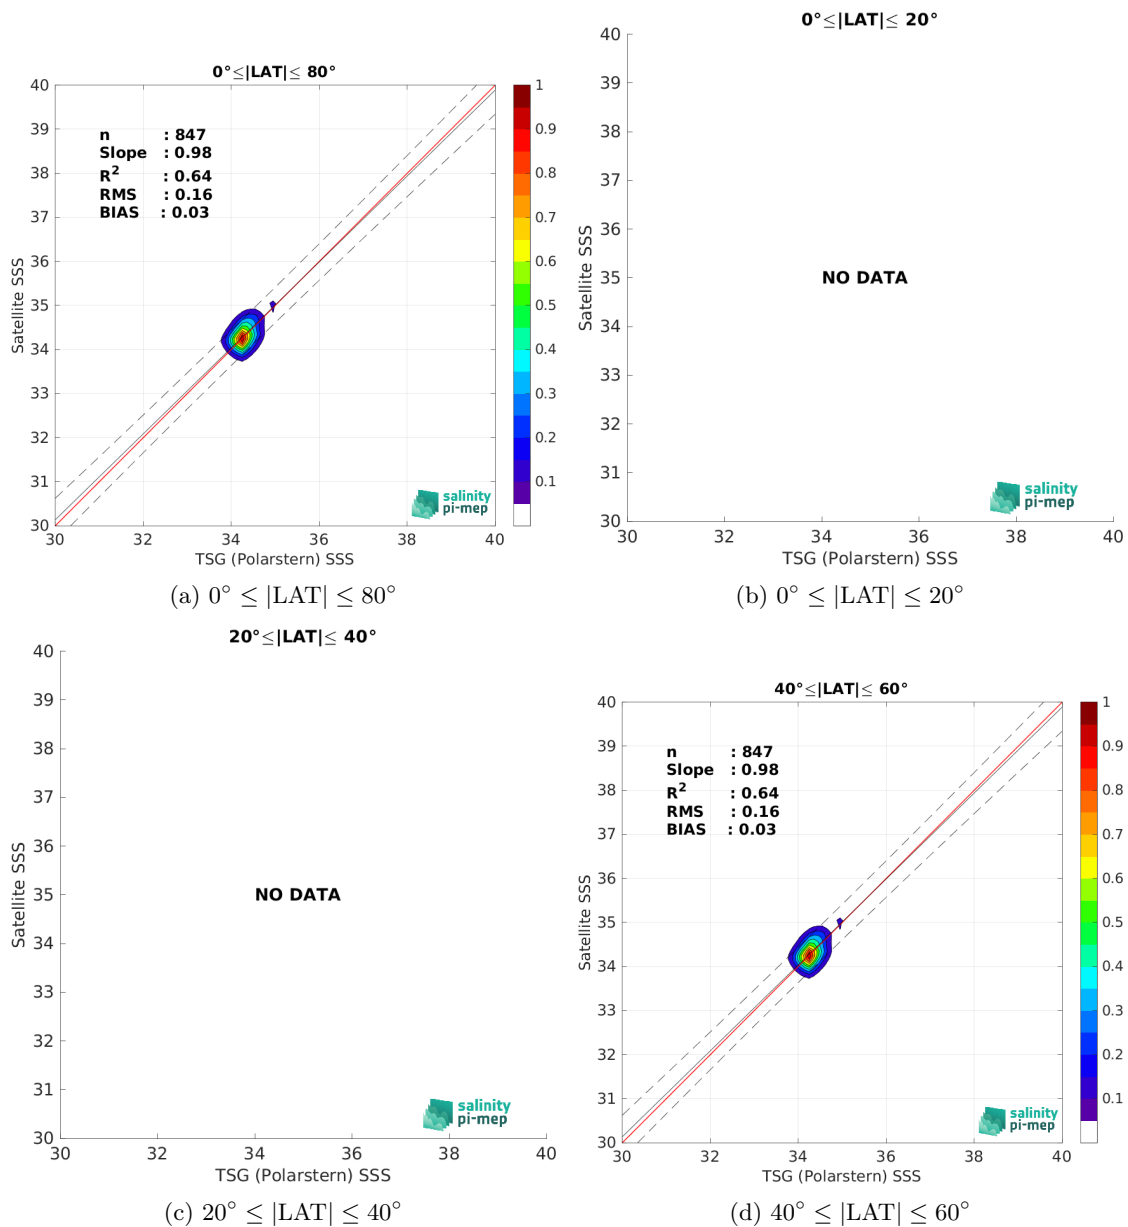 0°≤|LAT|≤ 80°
40
39
38
37
36
35
34
33
32
31
30
Satellite SSS
n : 847
Slope : 0.98
R² : 0.64
RMS : 0.16
BIAS : 0.03
1
0.9
0.8
0.7
0.6
0.5
0.4
0.3
0.2
0.1
salinity
pi-mep
30 32 34 36 38 40
TSG (Polarstern) SSS
(a) 0° ≤ |LAT| ≤ 80°
0°≤|LAT|≤ 20°
40
39
38
37
36
35
34
33
32
31
30
Satellite SSS
NO DATA
salinity
pi-mep
30 32 34 36 38 40
TSG (Polarstern) SSS
(b) 0° ≤ |LAT| ≤ 20°
20°≤|LAT|≤ 40°
40
39
38
37
36
35
34
33
32
31
30
Satellite SSS
NO DATA
salinity
pi-mep
30 32 34 36 38 40
TSG (Polarstern) SSS
(c) 20° ≤ |LAT| ≤ 40°
40°≤|LAT|≤ 60°
40
39
38
37
36
35
34
33
32
31
30
Satellite SSS
n : 847
Slope : 0.98
R² : 0.64
RMS : 0.16
BIAS : 0.03
1
0.9
0.8
0.7
0.6
0.5
0.4
0.3
0.2
0.1
salinity
pi-mep
30 32 34 36 38 40
TSG (Polarstern) SSS
(d) 40° ≤ |LAT| ≤ 60°